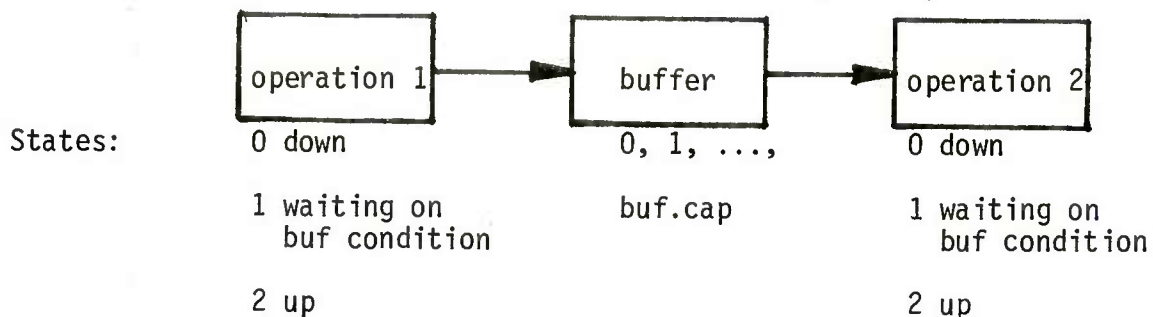 operation 1 buffer operation 2
States: 0 down 0, 1, ..., 0 down
1 waiting on buf.cap 1 waiting on
buf condition buf condition
2 up 2 up